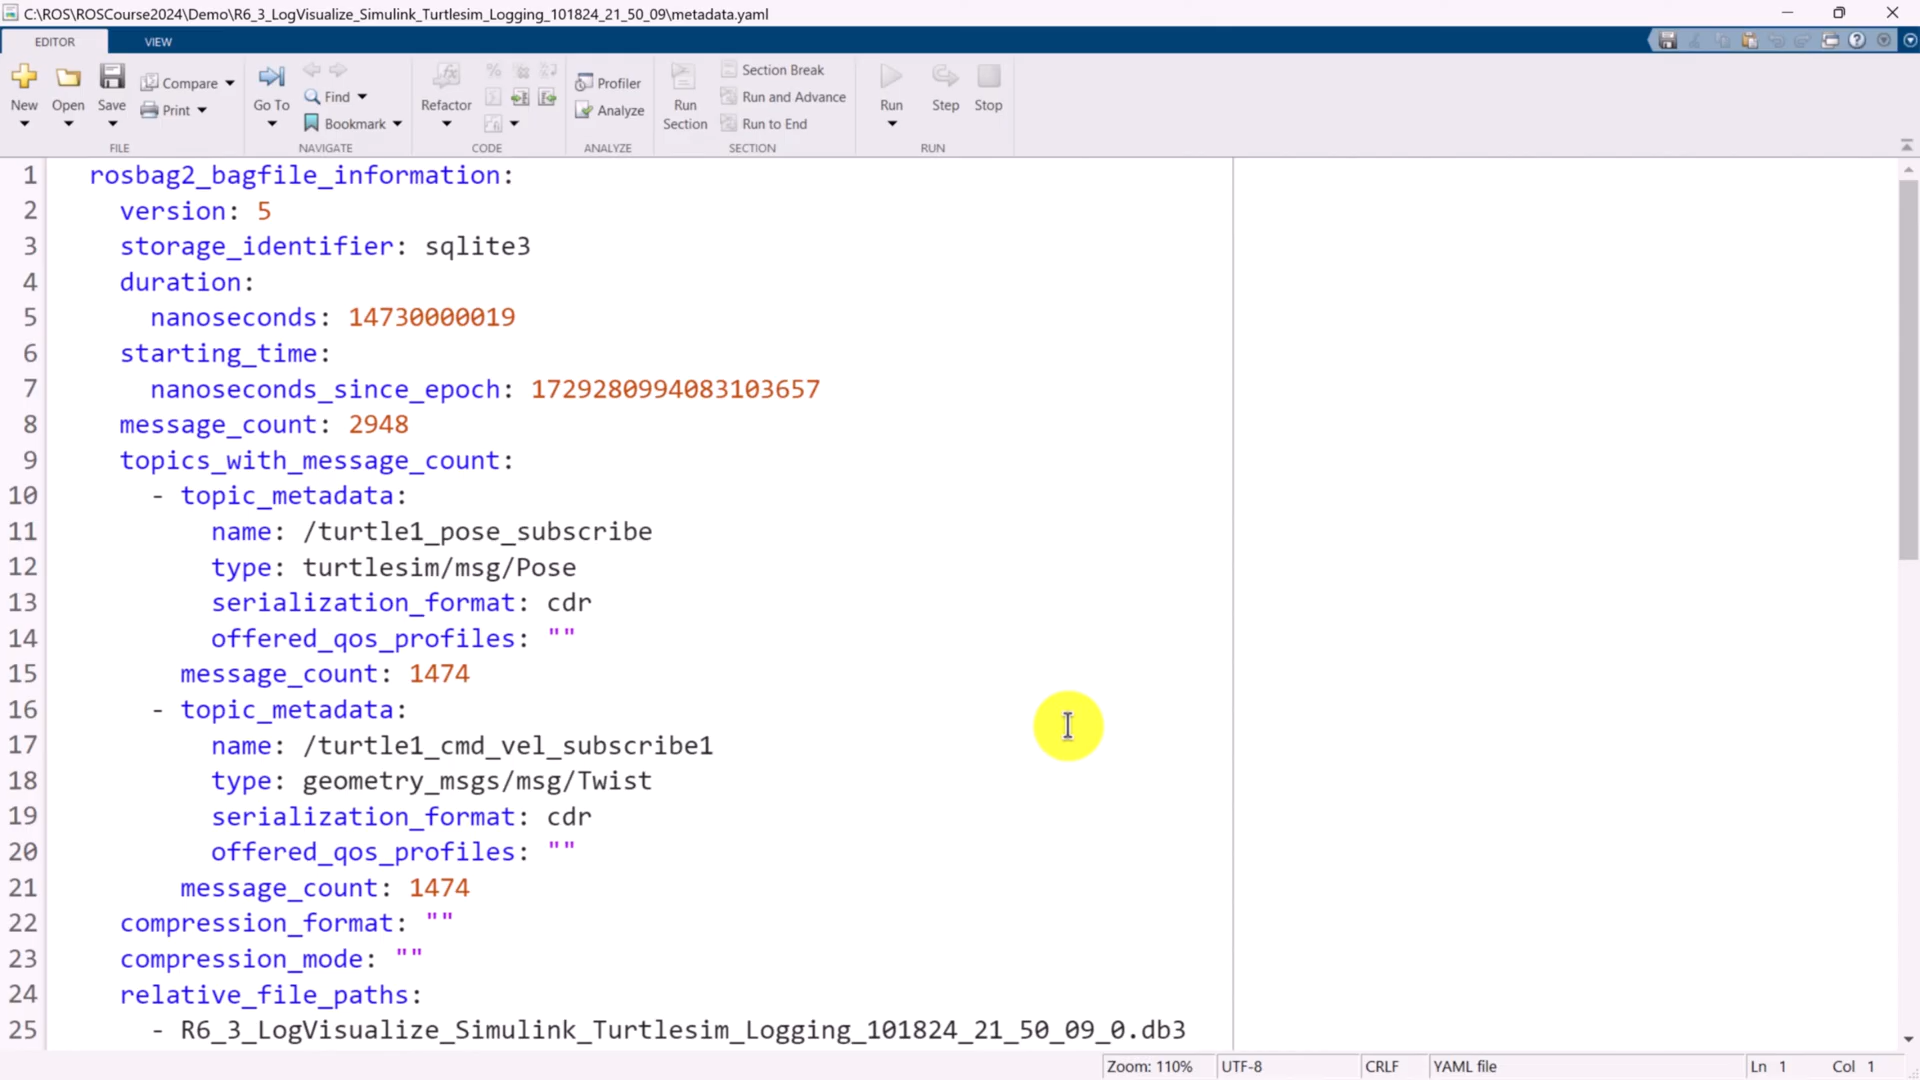 C:\ROS\ROSCourse2024\Demo\R6_3_LogVisualize_Simulink_Turtlesim_Logging_101824_21_50_09\metadata.yaml
EDITOR VIEW
New Open Save Compare Print
FILE
Go To Find Bookmark
NAVIGATE
Refactor
CODE
Profiler
Analyze
ANALYZE
Run Section
Section Break
Run and Advance
Run to End
SECTION
Run Step Stop
RUN
1 rosbag2_bagfile_information:
2 version: 5
3 storage_identifier: sqlite3
4 duration:
5 nanoseconds: 14730000019
6 starting_time:
7 nanoseconds_since_epoch: 1729280994083103657
8 message_count: 2948
9 topics_with_message_count:
10 - topic_metadata:
11 name: /turtle1_pose_subscribe
12 type: turtlesim/msg/Pose
13 serialization_format: cdr
14 offered_qos_profiles: ""
15 message_count: 1474
16 - topic_metadata:
17 name: /turtle1_cmd_vel_subscribe1
18 type: geometry_msgs/msg/Twist
19 serialization_format: cdr
20 offered_qos_profiles: ""
21 message_count: 1474
22 compression_format: ""
23 compression_mode: ""
24 relative_file_paths:
25 - R6_3_LogVisualize_Simulink_Turtlesim_Logging_101824_21_50_09_0.db3
Zoom: 110% UTF-8 CRLF YAML file Ln 1 Col 1